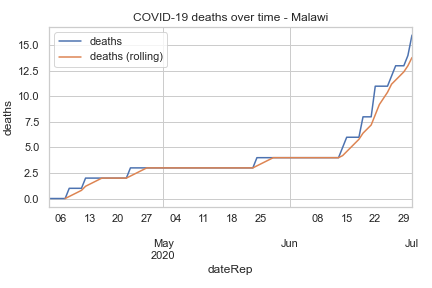 COVID-19 deaths over time - Malawi
deaths
deaths (rolling)
deaths
15.0
12.5
10.0
7.5
5.0
2.5
0.0
06 13 20 27 04 11 18 25 08 15 22 29
May Jun Jul
2020
dateRep